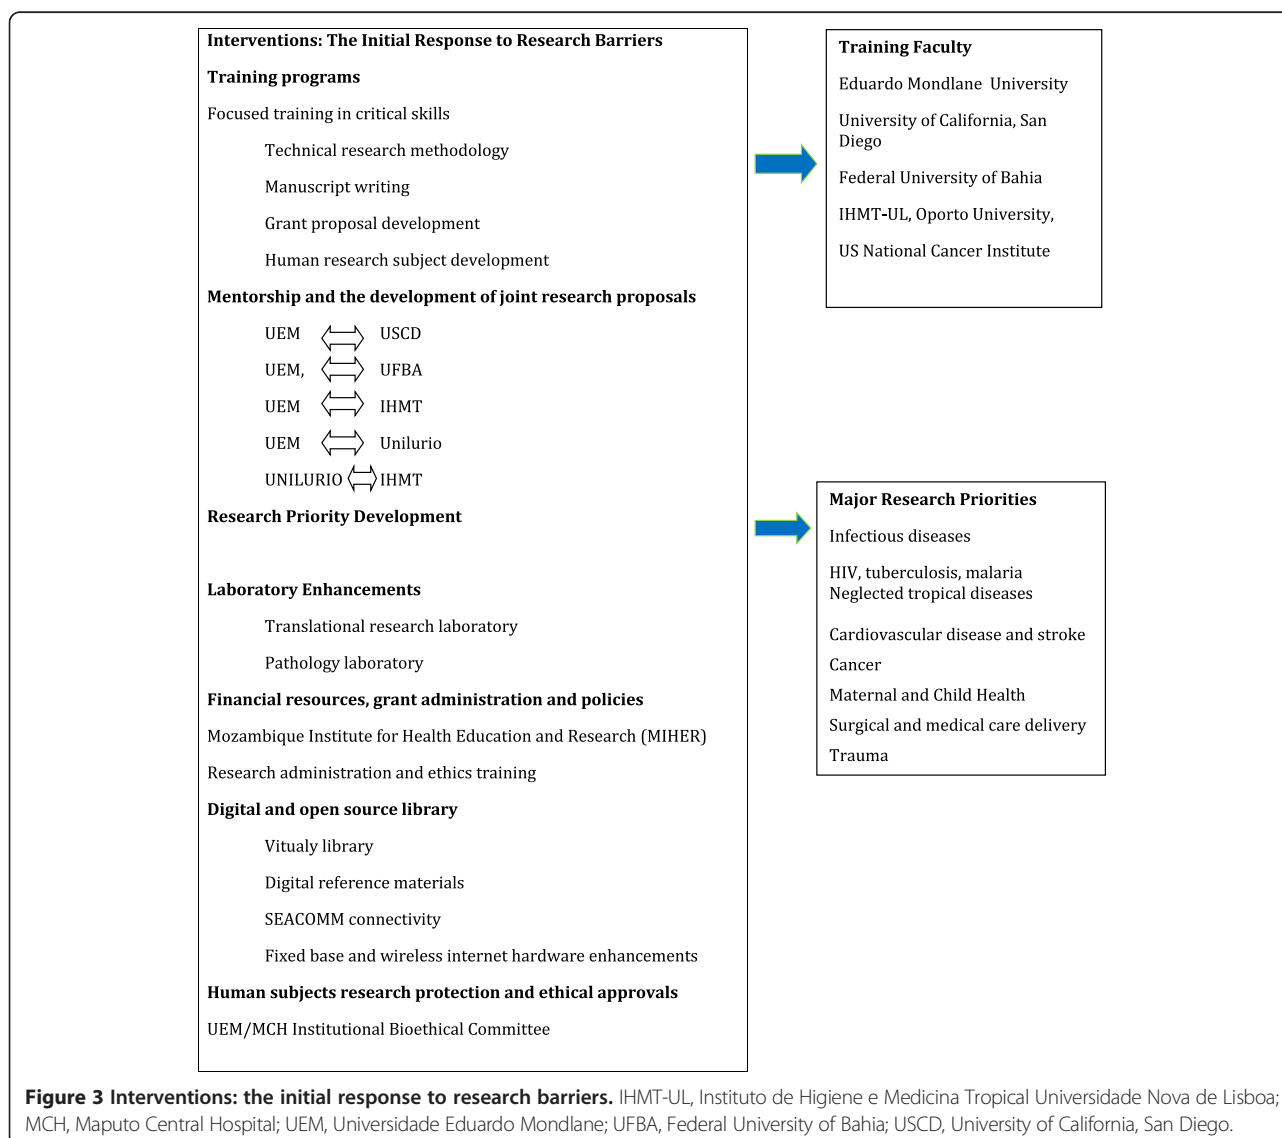 Interventions: The Initial Response to Research Barriers
Training programs
Focused training in critical skills
Technical research methodology
Manuscript writing
Grant proposal development
Human research subject development
Mentorship and the development of joint research proposals
UEM USCD
UEM, UFBA
UEM IHMT
UEM Unilurio
UNILURIO IHMT
Research Priority Development
Laboratory Enhancements
Translational research laboratory
Pathology laboratory
Financial resources, grant administration and policies
Mozambique Institute for Health Education and Research (MIHER)
Research administration and ethics training
Digital and open source library
Vitualy library
Digital reference materials
SEACOMM connectivity
Fixed base and wireless internet hardware enhancements
Human subjects research protection and ethical approvals
UEM/MCH Institutional Bioethical Committee
Training Faculty
Eduardo Mondlane University
University of California, San
Diego
Federal University of Bahia
IHMT-UL, Oporto University,
US National Cancer Institute
Major Research Priorities
Infectious diseases
HIV, tuberculosis, malaria
Neglected tropical diseases
Cardiovascular disease and stroke
Cancer
Maternal and Child Health
Surgical and medical care delivery
Trauma
Figure 3 Interventions: the initial response to research barriers. IHMT-UL, Instituto de Higiene e Medicina Tropical Universidade Nova de Lisboa;
MCH, Maputo Central Hospital; UEM, Universidade Eduardo Mondlane; UFBA, Federal University of Bahia; USCD, University of California, San Diego.